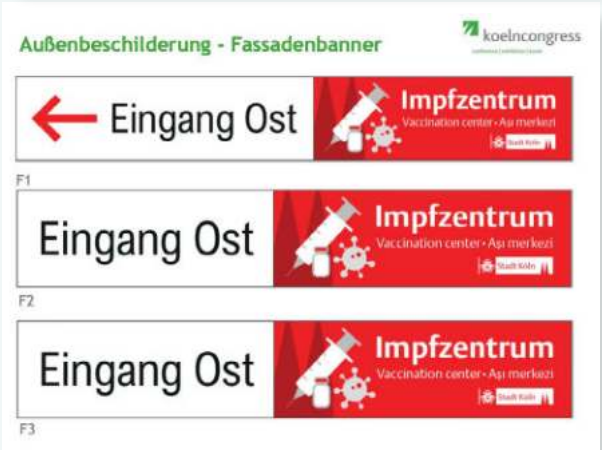 Außenbeschilderung - Fassadenbanner
koelncongress
Eingang Ost
Impfzentrum
Vaccination center • Aşı merkezi
Stadt Köln
F1
Eingang Ost
Impfzentrum
Vaccination center • Aşı merkezi
Stadt Köln
F2
Eingang Ost
Impfzentrum
Vaccination center • Aşı merkezi
Stadt Köln
F3